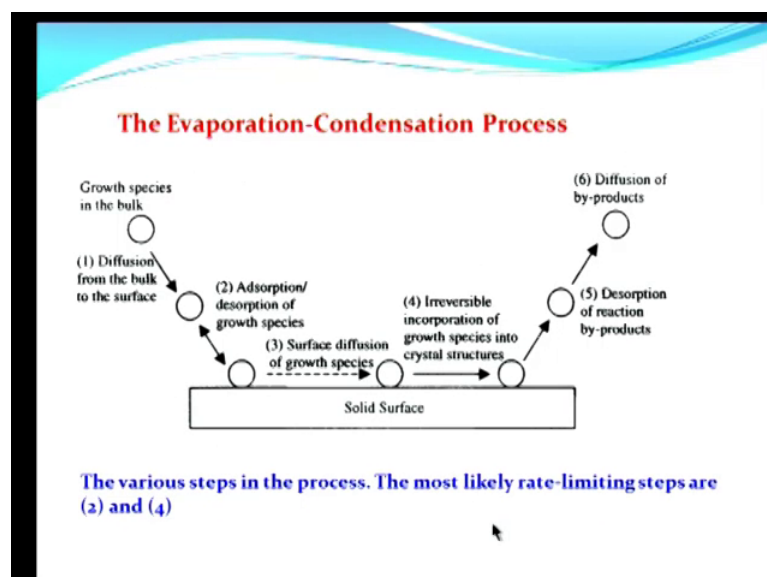 The Evaporation-Condensation Process
Growth species
in the bulk
(1) Diffusion
from the bulk
to the surface
(2) Adsorption/
desorption of
growth species
(3) Surface diffusion
of growth species
(4) Irreversible
incorporation of
growth species into
crystal structures
(5) Desorption
of reaction
by-products
(6) Diffusion of
by-products
Solid Surface
The various steps in the process. The most likely rate-limiting steps are
(2) and (4)